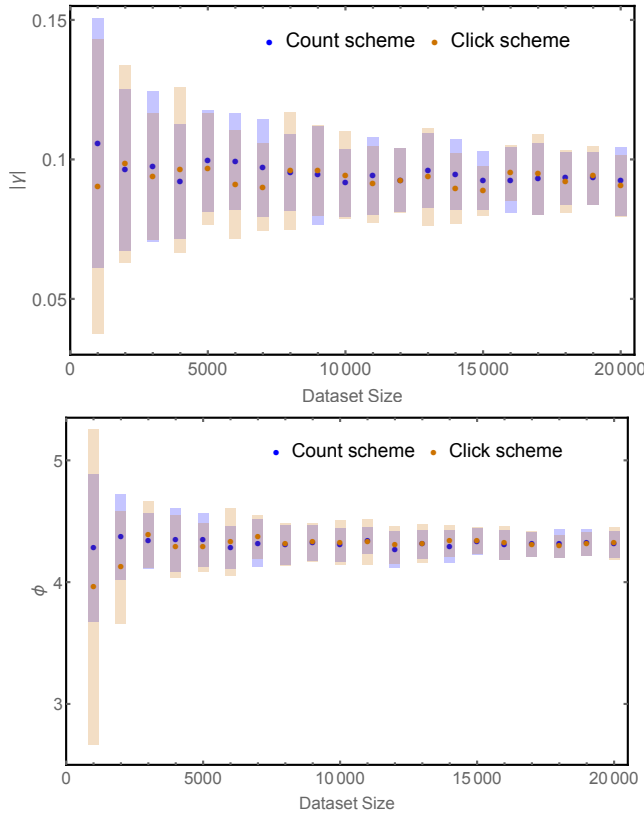 0.15
Count scheme Click scheme
|γ|
0.1
0.05
0 5000 10 000 15 000 20 000
Dataset Size
5
Count scheme Click scheme
ϕ
4
3
0 5000 10 000 15 000 20 000
Dataset Size